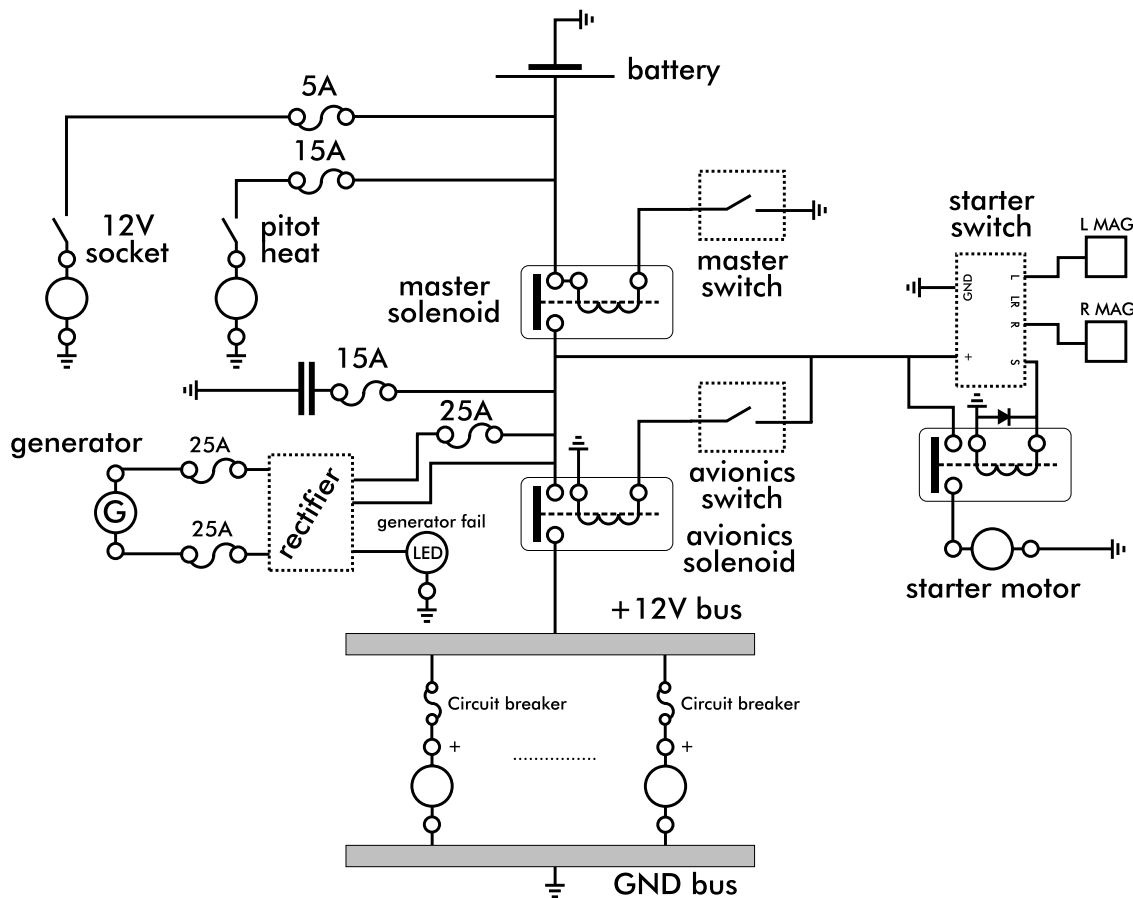 battery
5A
15A
12V
socket
pitot
heat
master
switch
starter
switch
L MAG
R MAG
GND
+
L
LR
R
S
master
solenoid
15A
25A
generator
25A
G
25A
rectifier
generator fail
LED
avionics
switch
avionics
solenoid
starter motor
+12V bus
Circuit breaker
+
Circuit breaker
+
GND bus